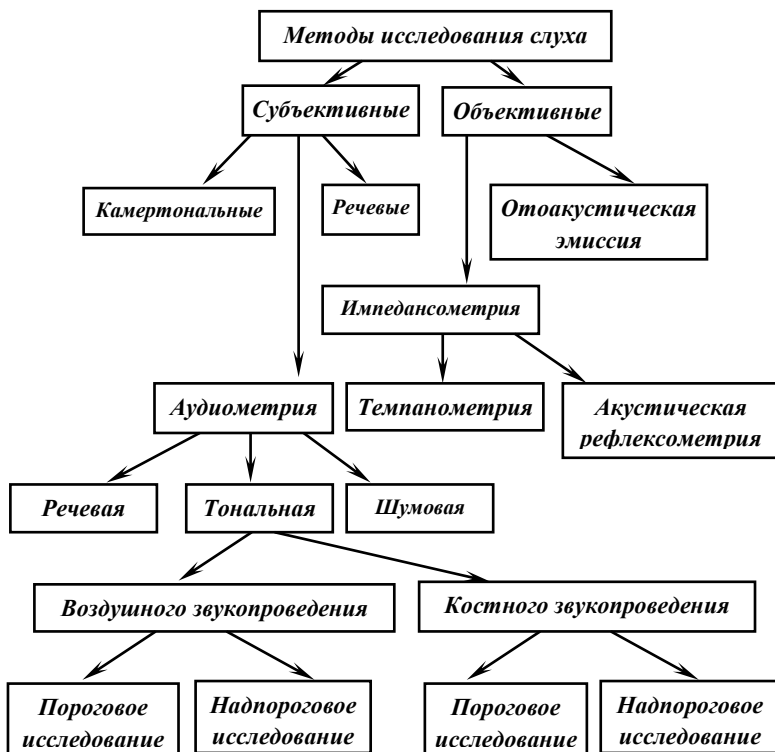 Методы исследования слуха
Субъективные
Объективные
Камертональные
Речевые
Отоакустическая
эмиссия
Импедансометрия
Аудиометрия
Темпанометрия
Акустическая
рефлексометрия
Речевая
Тональная
Шумовая
Воздушного звукопроведения
Костного звукопроведения
Пороговое
исследование
Надпороговое
исследование
Пороговое
исследование
Надпороговое
исследование